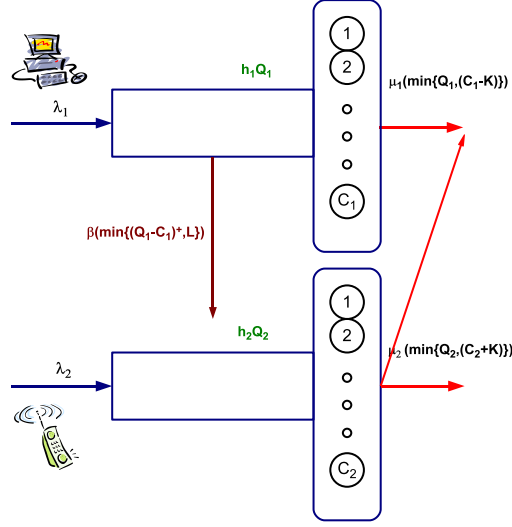 1
2
h₁Q₁
μ₁(min{Q₁,(C₁-K)})
λ₁
C₁
β(min{(Q₁-C₁)⁺,L})
1
2
h₂Q₂
μ₂ (min{Q₂,(C₂+K)})
λ₂
C₂